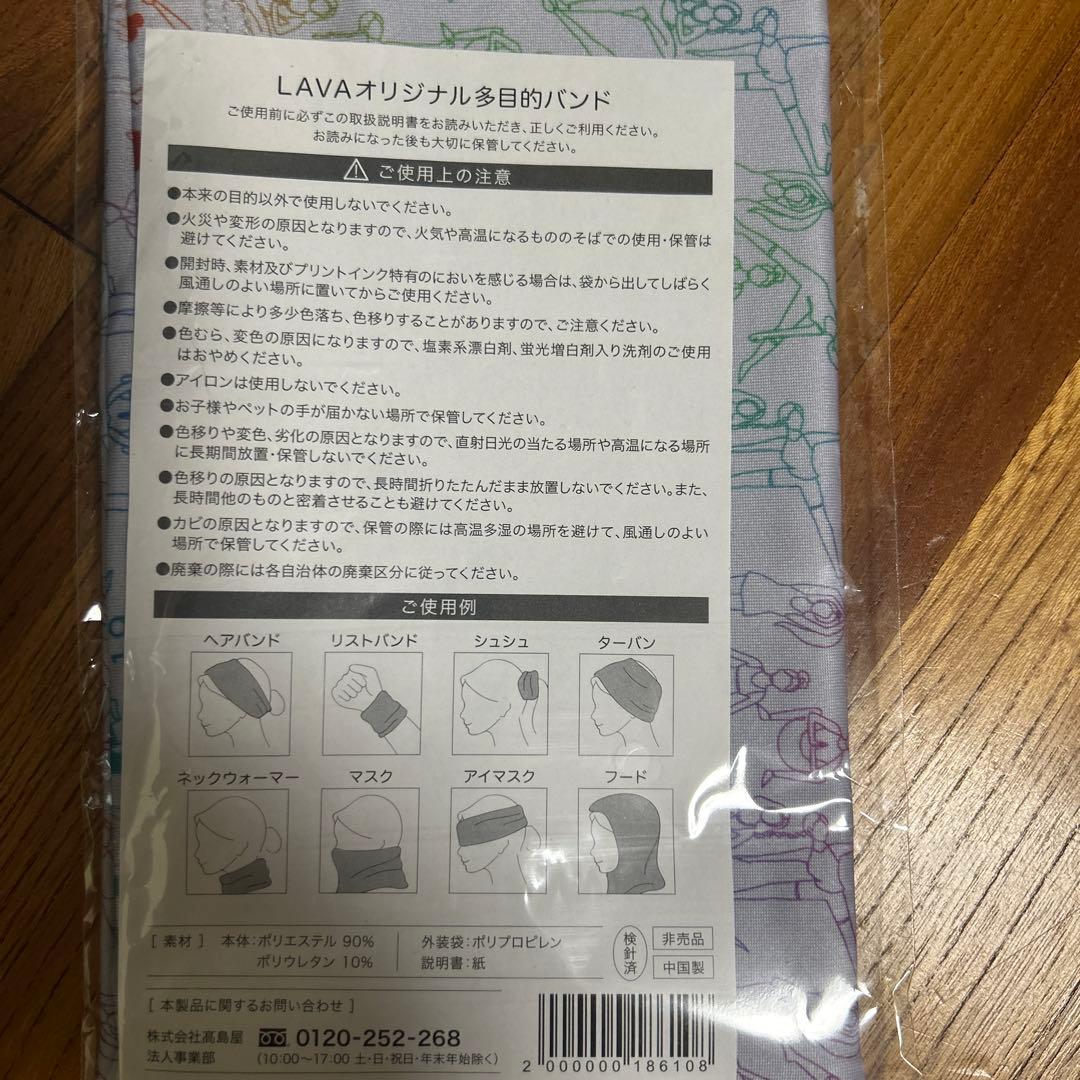 LAVAオリジナル多目的バンド
ご使用前に必ずこの取扱説明書をお読みいただき、正しくご利用ください。
お読みになった後も大切に保管してください。
ご使用上の注意
●本来の目的以外で使用しないでください。
●火災や変形の原因となりますので、火気や高温になるもののそばでの使用・保管は
避けてください。
●開封時、素材及びプリントインク特有のにおいを感じる場合は、袋から出してしばらく
風通しのよい場所に置いてからご使用ください。
●摩擦等により多少色落ち、色移りすることがありますので、ご注意ください。
●色むら、変色の原因になりますので、塩素系漂白剤、蛍光増白剤入り洗剤のご使用
はおやめください。
●アイロンは使用しないでください。
●お子様やペットの手が届かない場所で保管してください。
●色移りや変色、劣化の原因となりますので、直射日光の当たる場所や高温になる場所
に長期間放置・保管しないでください。
●色移りの原因となりますので、長時間折りたたんだまま放置しないでください。また、
長時間他のものと密着させることも避けてください。
●カビの原因となりますので、保管の際には高温多湿の場所を避けて、風通しのよい
場所で保管してください。
●廃棄の際には各自治体の廃棄区分に従ってください。
ご使用例
ヘアバンド リストバンド シュシュ ターバン
ネックウォーマー マスク アイマスク フード
[ 素材 ] 本体:ポリエステル 90% 外装袋:ポリプロピレン 検針済 非売品
ポリウレタン 10% 説明書:紙 中国製
[ 本製品に関するお問い合わせ ]
株式会社髙島屋 0120-252-268
法人事業部 (10:00～17:00 土・日・祝日・年末年始除く)
2 000000 186108